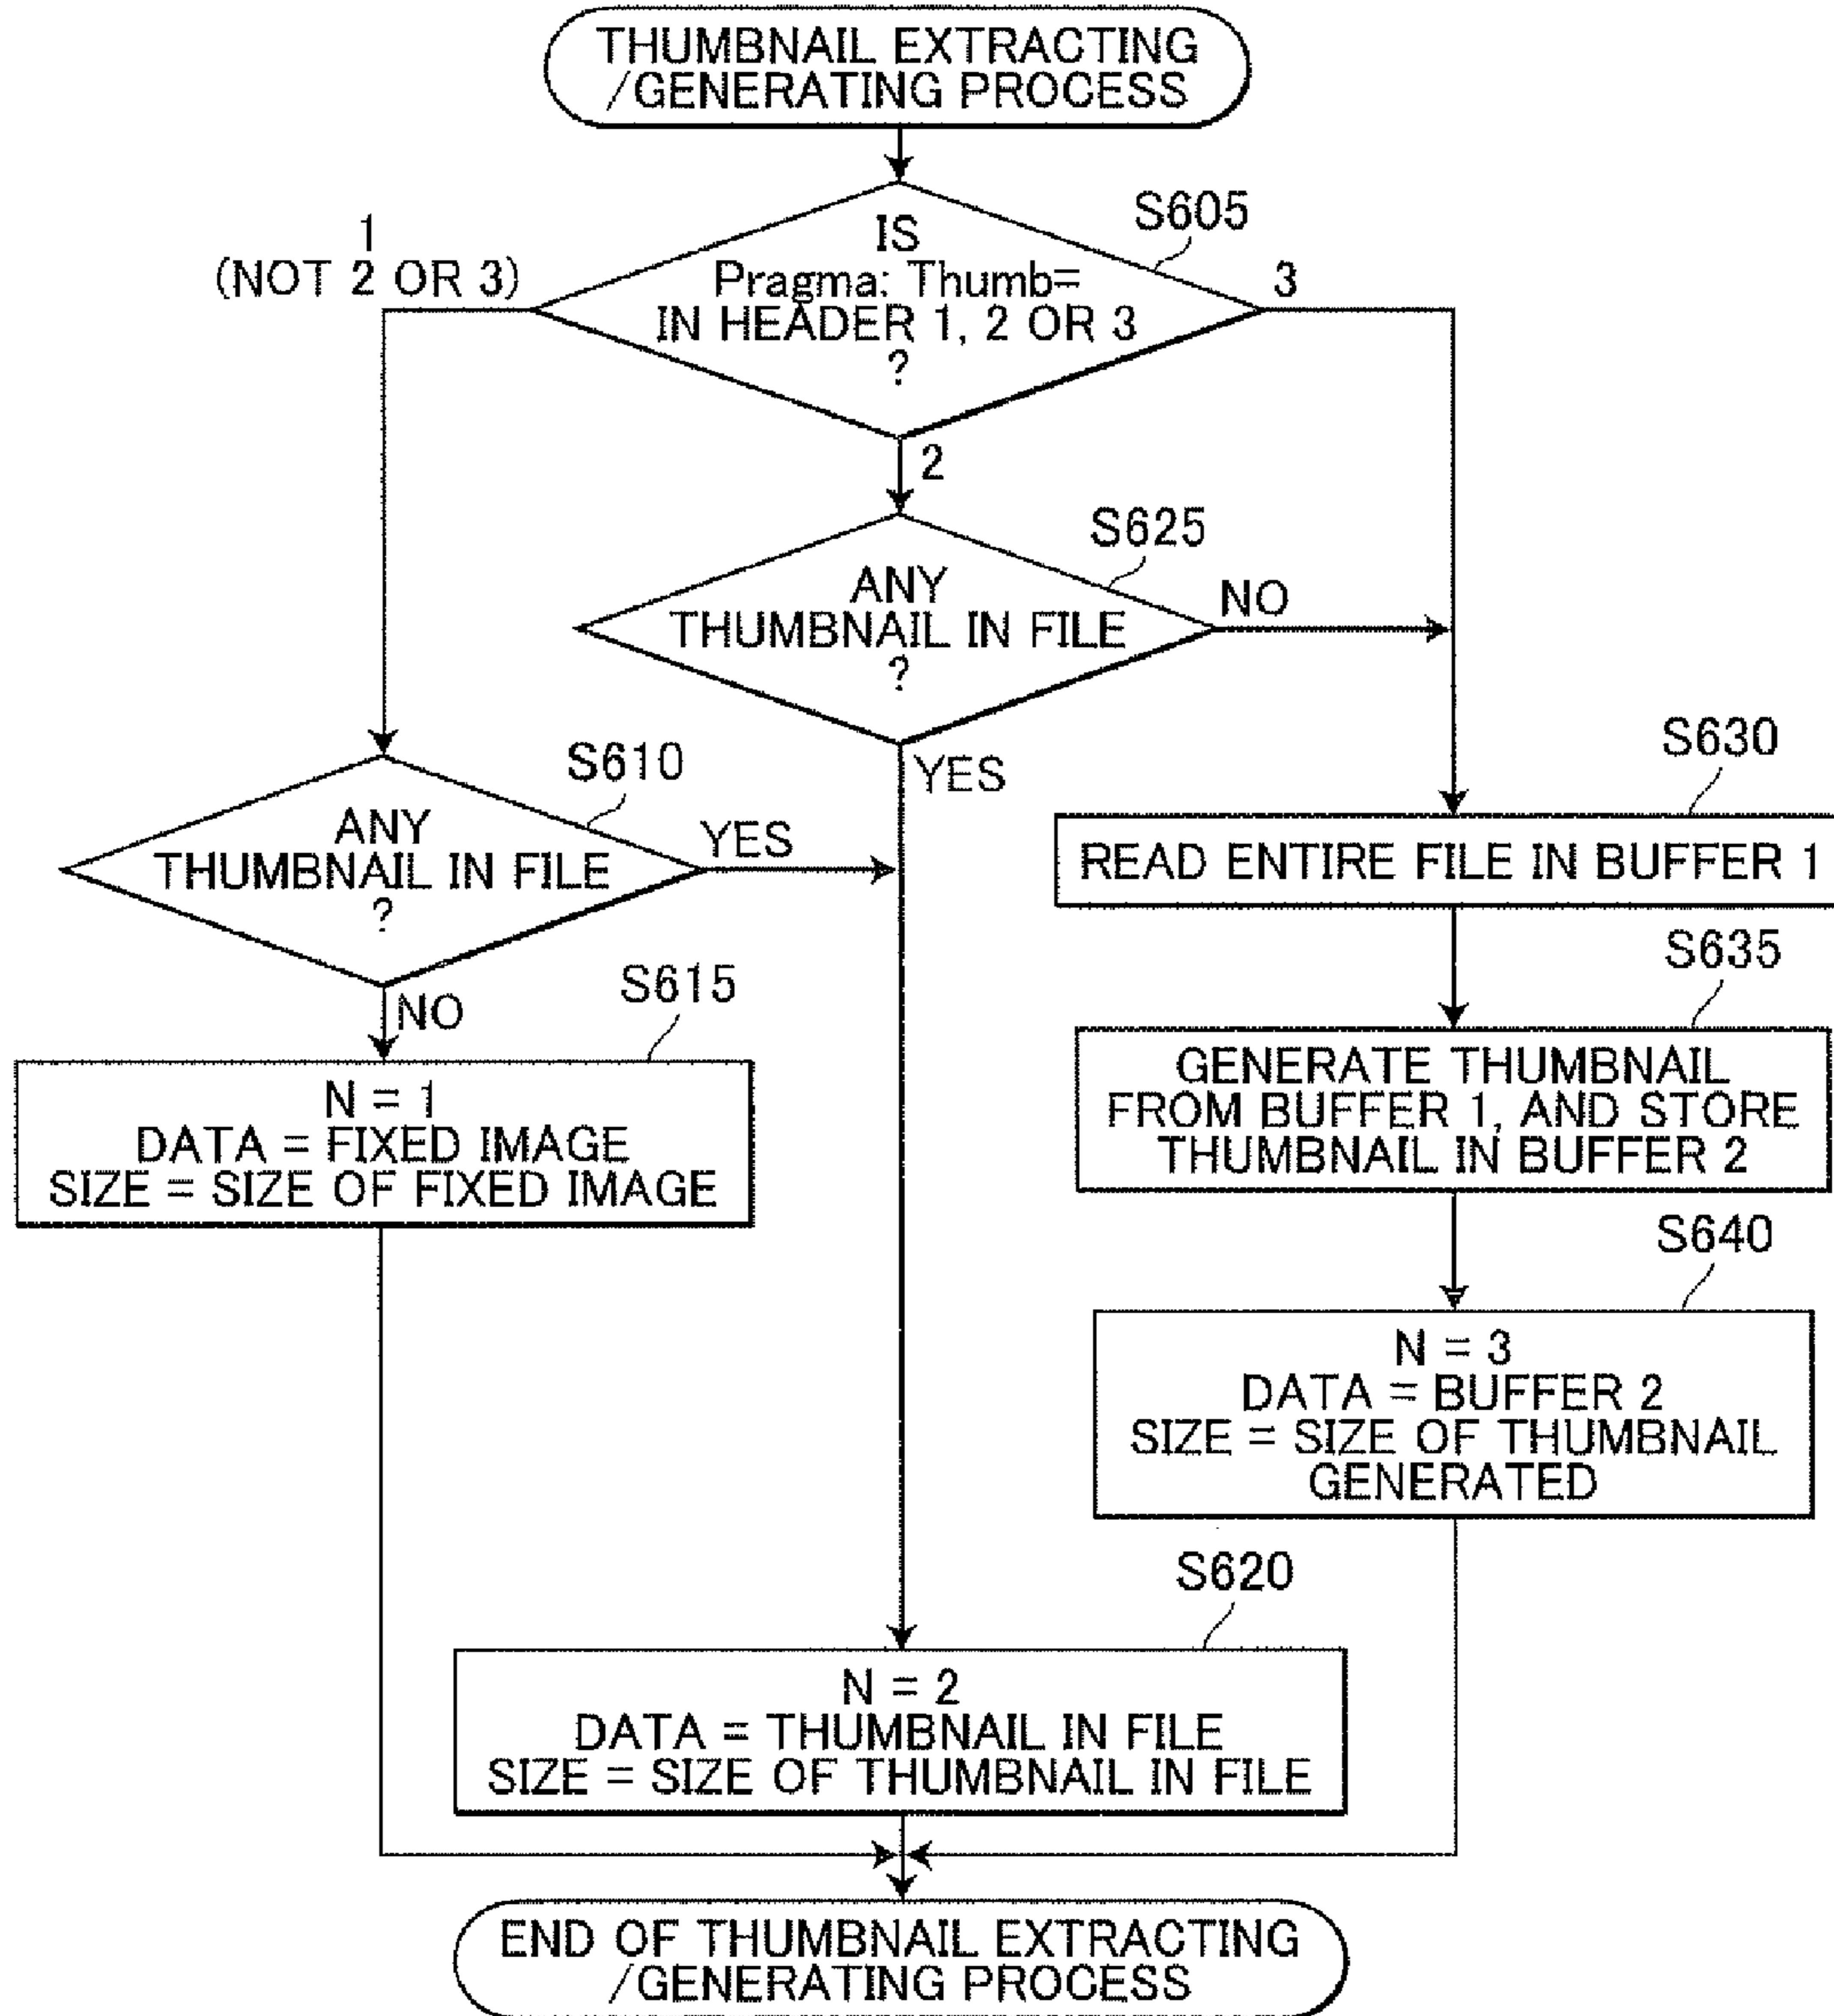 THUMBNAIL EXTRACTING
/GENERATING PROCESS
S605
1
(NOT 2 OR 3)
IS
Pragma: Thumb=
IN HEADER 1, 2 OR 3
?
3
2
S625
ANY
THUMBNAIL IN FILE
?
NO
YES
S610
ANY
THUMBNAIL IN FILE
?
YES
NO
S630
READ ENTIRE FILE IN BUFFER 1
S635
GENERATE THUMBNAIL
FROM BUFFER 1, AND STORE
THUMBNAIL IN BUFFER 2
S615
N = 1
DATA = FIXED IMAGE
SIZE = SIZE OF FIXED IMAGE
S640
N = 3
DATA = BUFFER 2
SIZE = SIZE OF THUMBNAIL
GENERATED
S620
N = 2
DATA = THUMBNAIL IN FILE
SIZE = SIZE OF THUMBNAIL IN FILE
END OF THUMBNAIL EXTRACTING
/GENERATING PROCESS